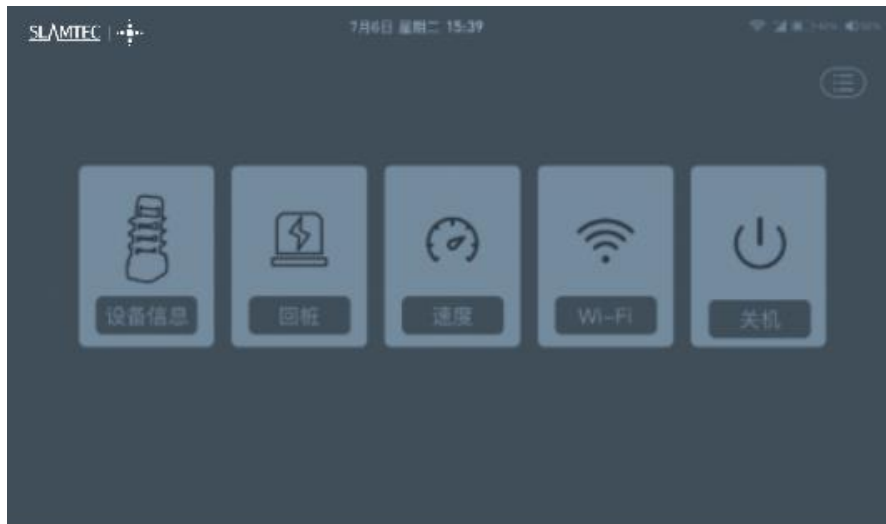 SLAMTEC
7月6日 星期二 15:39
设备信息
回桩
速度
Wi-Fi
关机